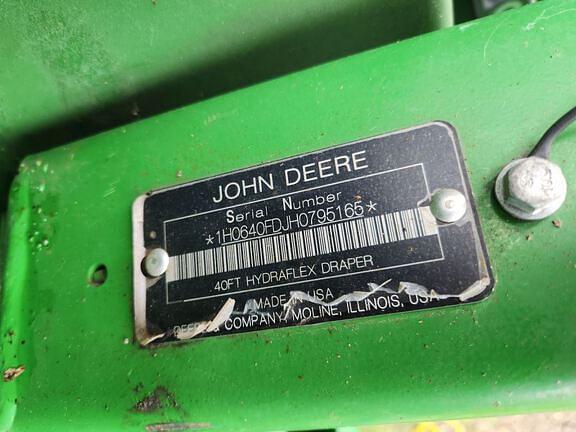 JOHN DEERE
Serial Number
*1H0640FDJH0795165*
40FT HYDRAFLEX DRAPER
MADE IN USA
DEERE & COMPANY, MOLINE, ILLINOIS, USA